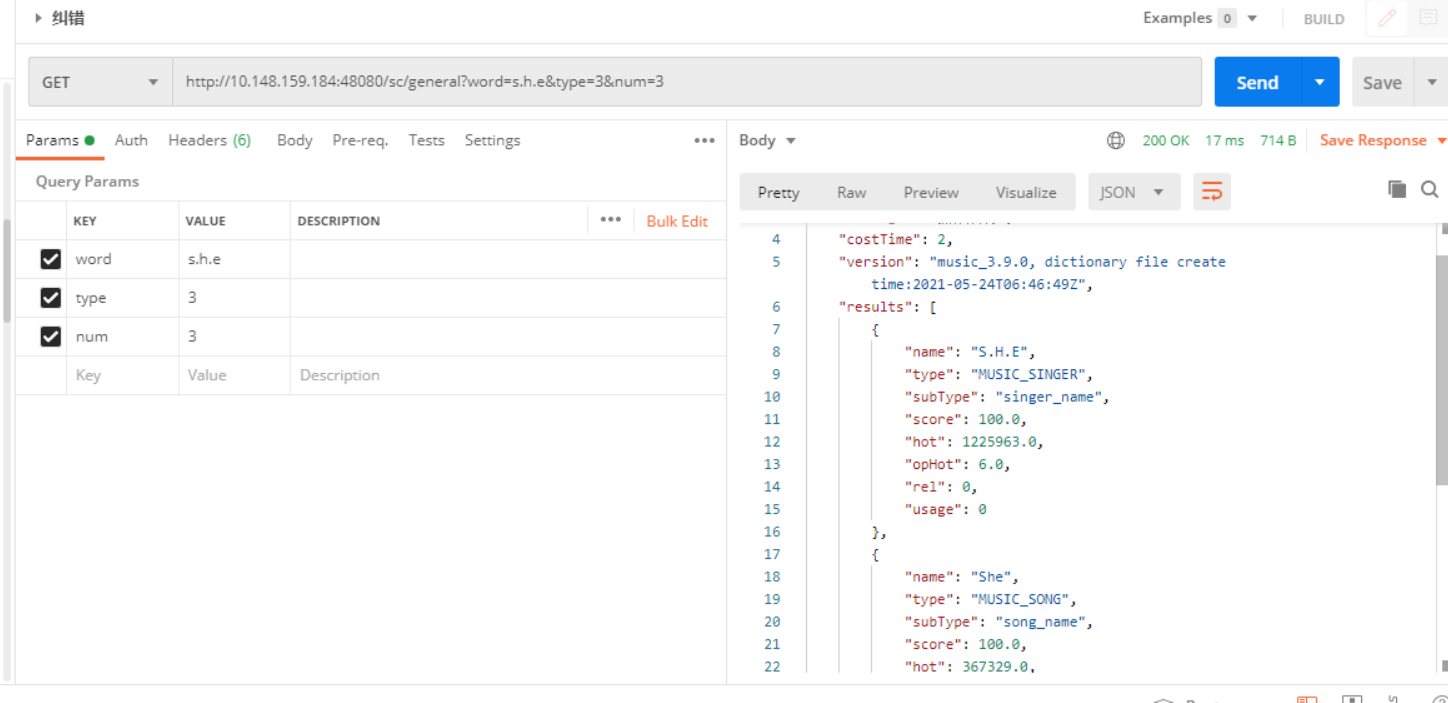 纠错
Examples 0
BUILD
GET
http://10.148.159.184:48080/sc/general?word=s.h.e&type=3&num=3
Send
Save
Params Auth Headers (6) Body Pre-req. Tests Settings
Query Params
KEY VALUE DESCRIPTION ••• Bulk Edit
word s.h.e
type 3
num 3
Key Value Description
Body 200 OK 17 ms 714 B Save Response
Pretty Raw Preview Visualize JSON
4 "costTime": 2,
5 "version": "music_3.9.0, dictionary file create
time:2021-05-24T06:46:49Z",
6 "results": [
7 {
8 "name": "S.H.E",
9 "type": "MUSIC_SINGER",
10 "subType": "singer_name",
11 "score": 100.0,
12 "hot": 1225963.0,
13 "opHot": 6.0,
14 "rel": 0,
15 "usage": 0
16 },
17 {
18 "name": "She",
19 "type": "MUSIC_SONG",
20 "subType": "song_name",
21 "score": 100.0,
22 "hot": 367329.0,